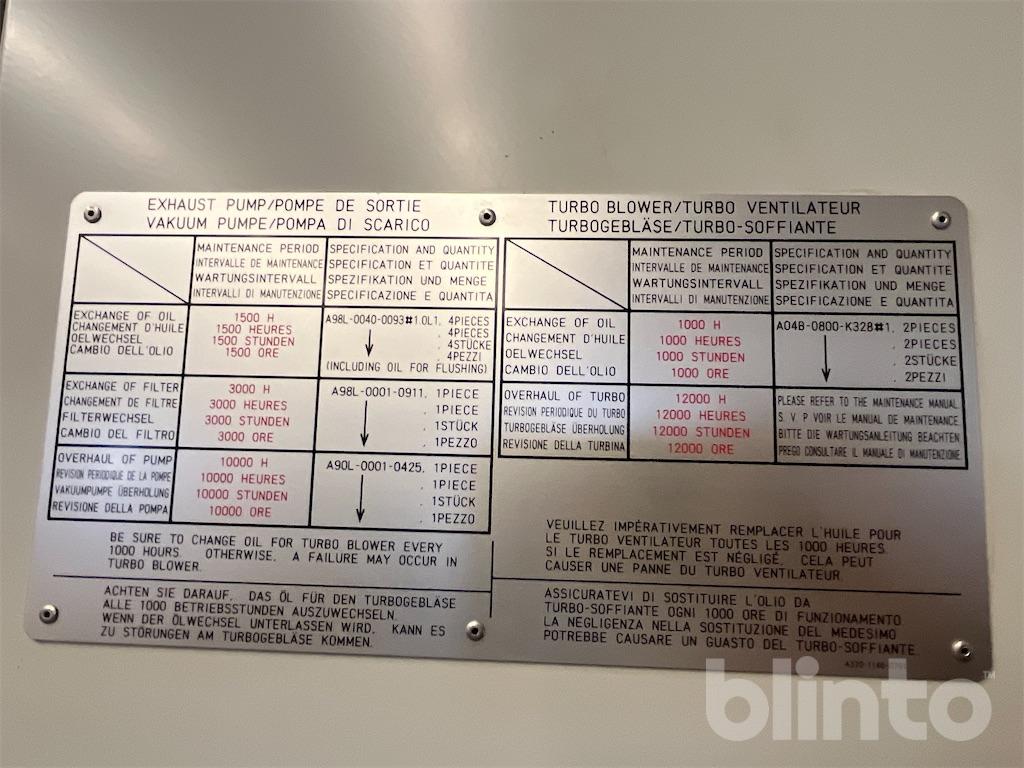 EXHAUST PUMP/POMPE DE SORTIE
VAKUUM PUMPE/POMPA DI SCARICO
MAINTENANCE PERIOD
INTERVALLE DE MAINTENANCE
WARTUNGSINTERVALL
INTERVALLI DI MANUTENZIONE
SPECIFICATION AND QUANTITY
SPECIFICATION ET QUANTITE
SPEZIFIKATION UND MENGE
SPECIFICAZIONE E QUANTITA
EXCHANGE OF OIL
CHANGEMENT D'HUILE
OELWECHSEL
CAMBIO DELL'OLIO
1500 H
1500 HEURES
1500 STUNDEN
1500 ORE
A98L-0040-0093#1.0L1, 4PIECES
. 4PIECES
. 4STÜCKE
. 4PEZZI
(INCLUDING OIL FOR FLUSHING)
EXCHANGE OF FILTER
CHANGEMENT DE FILTRE
FILTERWECHSEL
CAMBIO DEL FILTRO
3000 H
3000 HEURES
3000 STUNDEN
3000 ORE
A98L-0001-0911, 1PIECE
. 1PIECE
. 1STÜCK
. 1PEZZO
OVERHAUL OF PUMP
REVISION PERIODIQUE DE LA POMPE
VAKUUMPUMPE ÜBERHOLUNG
REVISIONE DELLA POMPA
10000 H
10000 HEURES
10000 STUNDEN
10000 ORE
A90L-0001-0425, 1PIECE
. 1PIECE
. 1STÜCK
. 1PEZZO
BE SURE TO CHANGE OIL FOR TURBO BLOWER EVERY
1000 HOURS. OTHERWISE, A FAILURE MAY OCCUR IN
TURBO BLOWER.
ACHTEN SIE DARAUF, DAS ÖL FÜR DEN TURBOGEBLÄSE
ALLE 1000 BETRIEBSSTUNDEN AUSZUWECHSELN.
WENN DER ÖLWECHSEL UNTERLASSEN WIRD, KANN ES
ZU STÖRUNGEN AM TURBOGEBLÄSE KOMMEN.
TURBO BLOWER/TURBO VENTILATEUR
TURBOGEBLÄSE/TURBO-SOFFIANTE
MAINTENANCE PERIOD
INTERVALLE DE MAINTENANCE
WARTUNGSINTERVALL
INTERVALLI DI MANUTENZIONE
SPECIFICATION AND QUANTITY
SPECIFICATION ET QUANTITE
SPEZIFIKATION UND MENGE
SPECIFICAZIONE E QUANTITA
EXCHANGE OF OIL
CHANGEMENT D'HUILE
OELWECHSEL
CAMBIO DELL'OLIO
1000 H
1000 HEURES
1000 STUNDEN
1000 ORE
A04B-0800-K328#1, 2PIECES
. 2PIECES
. 2STÜCKE
. 2PEZZI
OVERHAUL OF TURBO
REVISION PERIODIQUE DU TURBO
TURBOGEBLÄSE ÜBERHOLUNG
REVISIONE DELLA TURBINA
12000 H
12000 HEURES
12000 STUNDEN
12000 ORE
PLEASE REFER TO THE MAINTENANCE MANUAL
S. V. P VOIR LE MANUAL DE MAINTENANCE
BITTE DIE WARTUNGSANLEITUNG BEACHTEN
PREGO CONSULTARE IL MANUALE DI MANUTENZIONE
VEUILLEZ IMPÉRATIVEMENT REMPLACER L'HUILE POUR
LE TURBO VENTILATEUR TOUTES LES 1000 HEURES.
SI LE REMPLACEMENT EST NÉGLIGÉ, CELA PEUT
CAUSER UNE PANNE DU TURBO VENTILATEUR.
ASSICURATEVI DI SOSTITUIRE L'OLIO DA
TURBO-SOFFIANTE OGNI 1000 ORE DI FUNZIONAMENTO
LA NEGLIGENZA NELLA SOSTITUZIONE DEL MEDESIMO
POTREBBE CAUSARE UN GUASTO DEL TURBO-SOFFIANTE.
blinto™